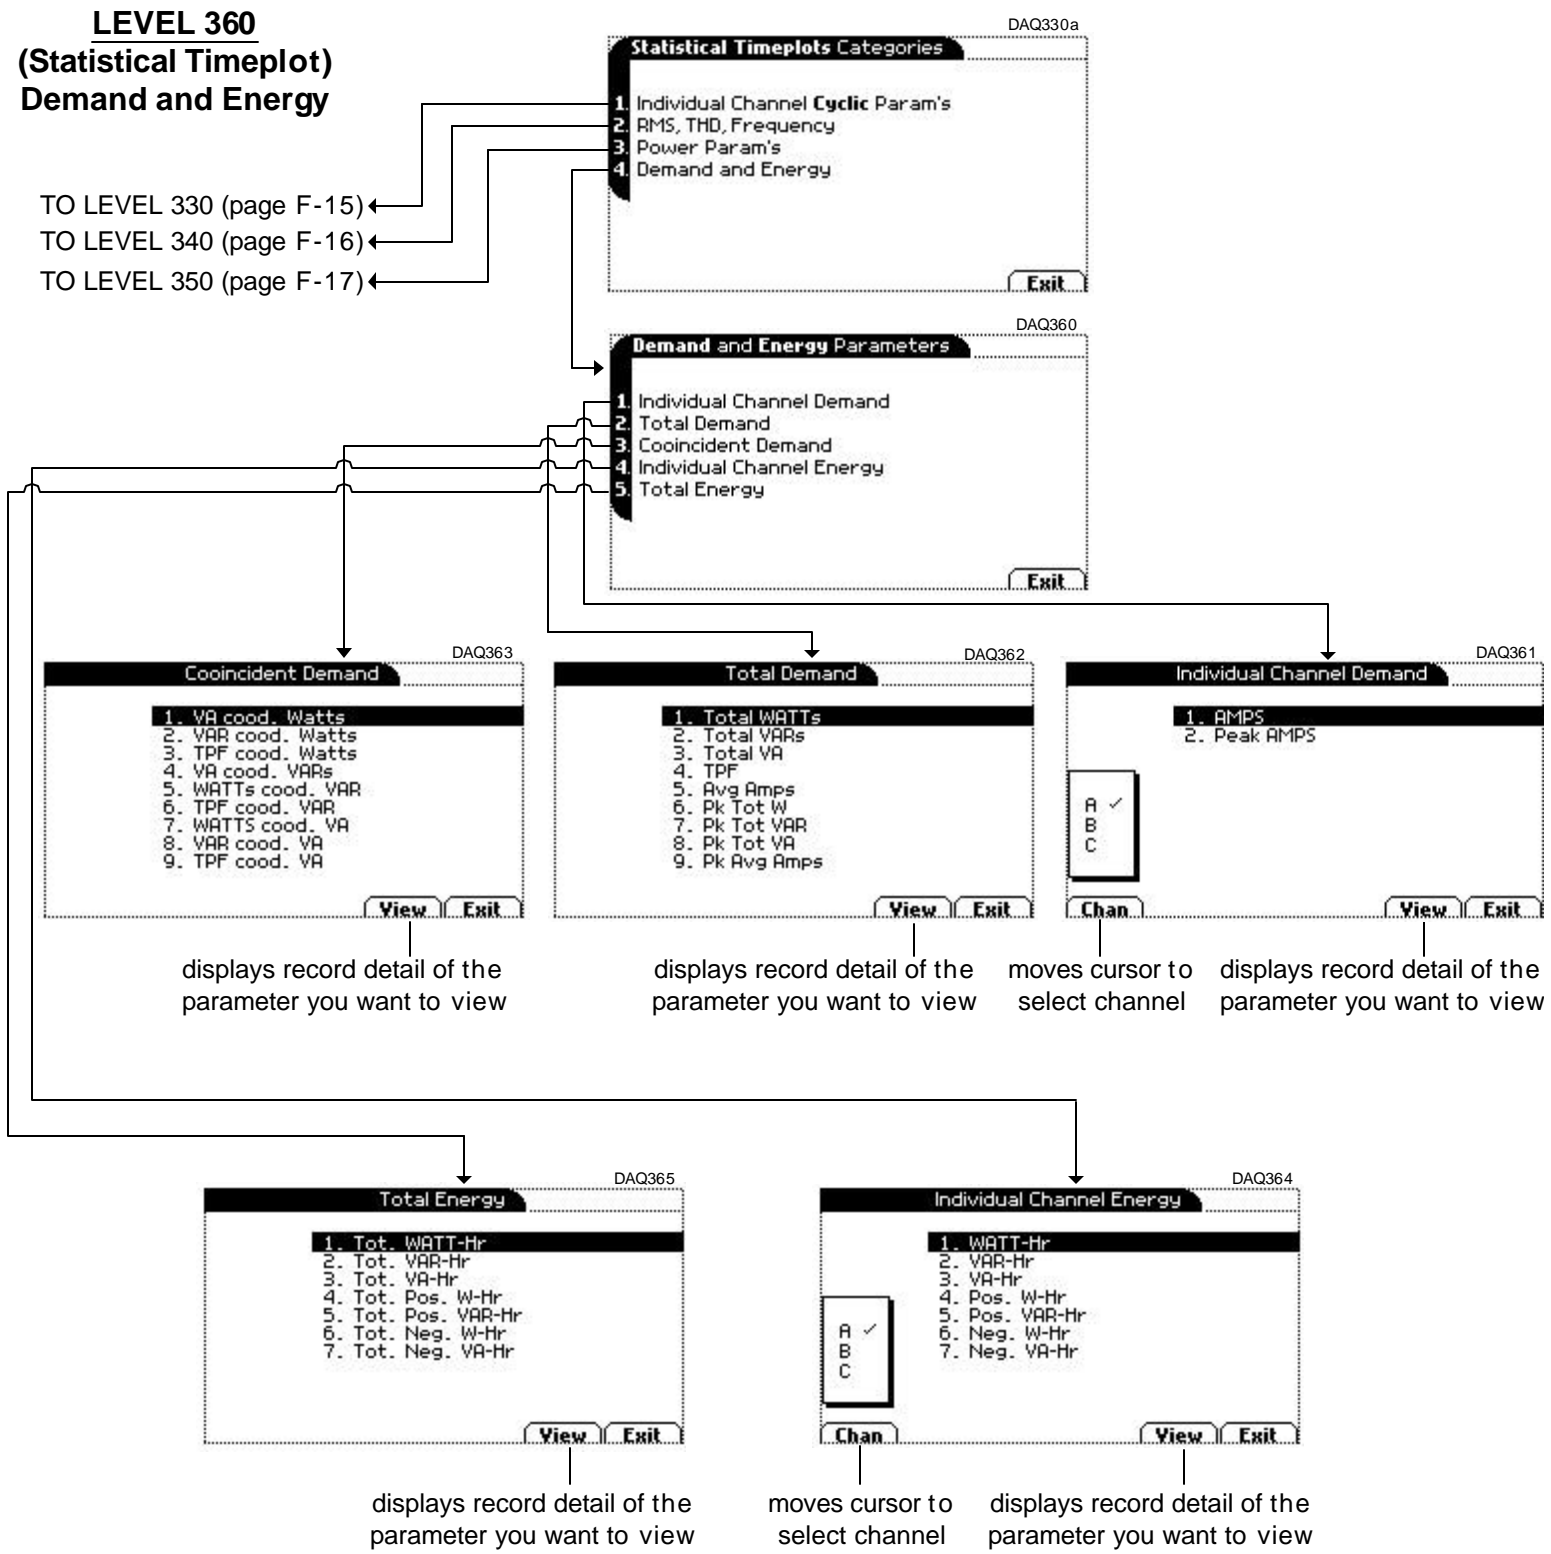 LEVEL 360
(Statistical Timeplot)
Demand and Energy
DAQ330a
Statistical Timeplots Categories
1. Individual Channel Cyclic Param's
2. RMS, THD, Frequency
3. Power Param's
4. Demand and Energy
Exit
TO LEVEL 330 (page F-15)
TO LEVEL 340 (page F-16)
TO LEVEL 350 (page F-17)
DAQ360
Demand and Energy Parameters
1. Individual Channel Demand
2. Total Demand
3. Cooincident Demand
4. Individual Channel Energy
5. Total Energy
Exit
DAQ363
Cooincident Demand
1. VA cood. Watts
2. VAR cood. Watts
3. TPF cood. Watts
4. VA cood. VARs
5. WATTs cood. VAR
6. TPF cood. VAR
7. WATTS cood. VA
8. VAR cood. VA
9. TPF cood. VA
View Exit
displays record detail of the
parameter you want to view
DAQ362
Total Demand
1. Total WATTs
2. Total VARs
3. Total VA
4. TPF
5. Avg Amps
6. Pk Tot W
7. Pk Tot VAR
8. Pk Tot VA
9. Pk Avg Amps
View Exit
displays record detail of the
parameter you want to view
DAQ361
Individual Channel Demand
1. AMPS
2. Peak AMPS
A ✓
B
C
Chan View Exit
moves cursor to
select channel
displays record detail of the
parameter you want to view
DAQ365
Total Energy
1. Tot. WATT-Hr
2. Tot. VAR-Hr
3. Tot. VA-Hr
4. Tot. Pos. W-Hr
5. Tot. Pos. VAR-Hr
6. Tot. Neg. W-Hr
7. Tot. Neg. VA-Hr
View Exit
displays record detail of the
parameter you want to view
DAQ364
Individual Channel Energy
1. WATT-Hr
2. VAR-Hr
3. VA-Hr
4. Pos. W-Hr
5. Pos. VAR-Hr
6. Neg. W-Hr
7. Neg. VA-Hr
A ✓
B
C
Chan View Exit
moves cursor to
select channel
displays record detail of the
parameter you want to view